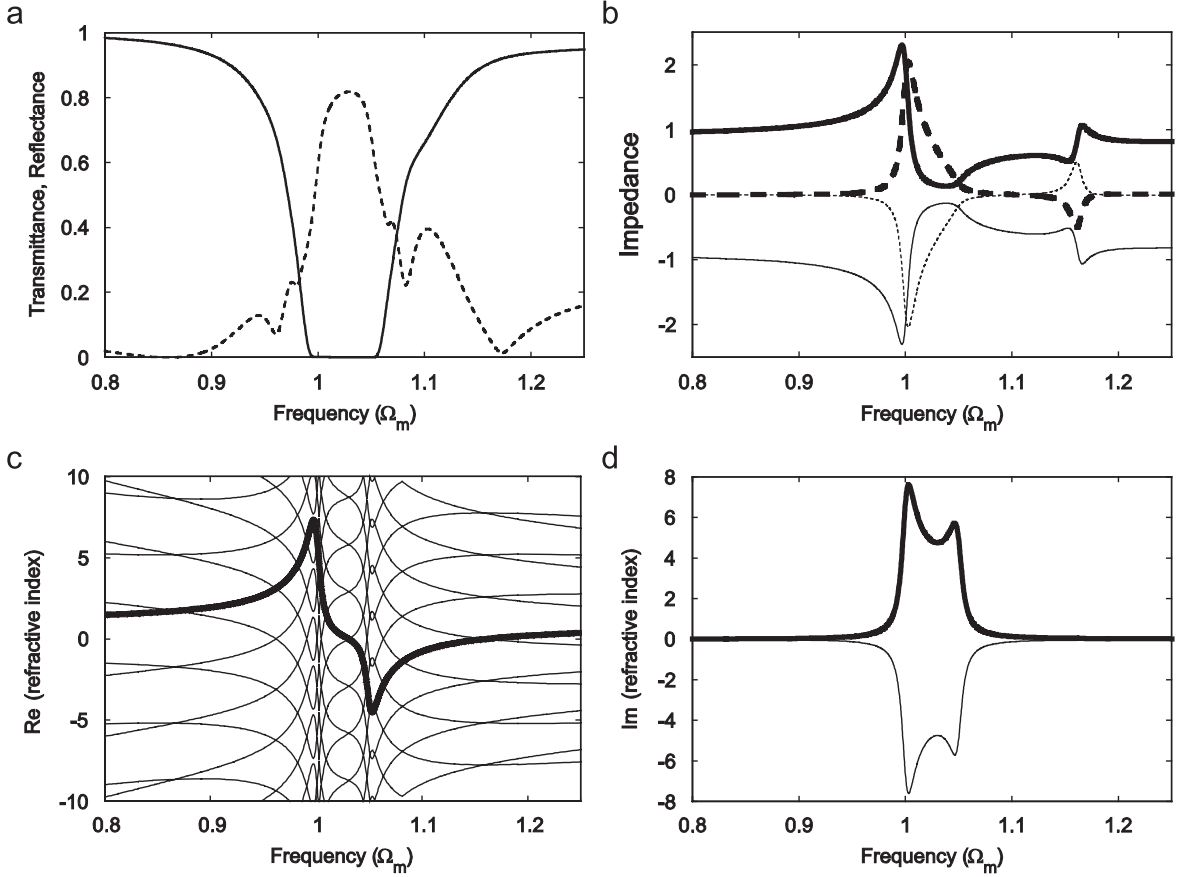 a
Transmittance, Reflectance
1
0.8
0.6
0.4
0.2
0
0.8 0.9 1 1.1 1.2
Frequency (Ωm)
b
Impedance
2
1
0
-1
-2
0.8 0.9 1 1.1 1.2
Frequency (Ωm)
c
Re (refractive index)
10
5
0
-5
-10
0.8 0.9 1 1.1 1.2
Frequency (Ωm)
d
Im (refractive index)
8
6
4
2
0
-2
-4
-6
-8
0.8 0.9 1 1.1 1.2
Frequency (Ωm)